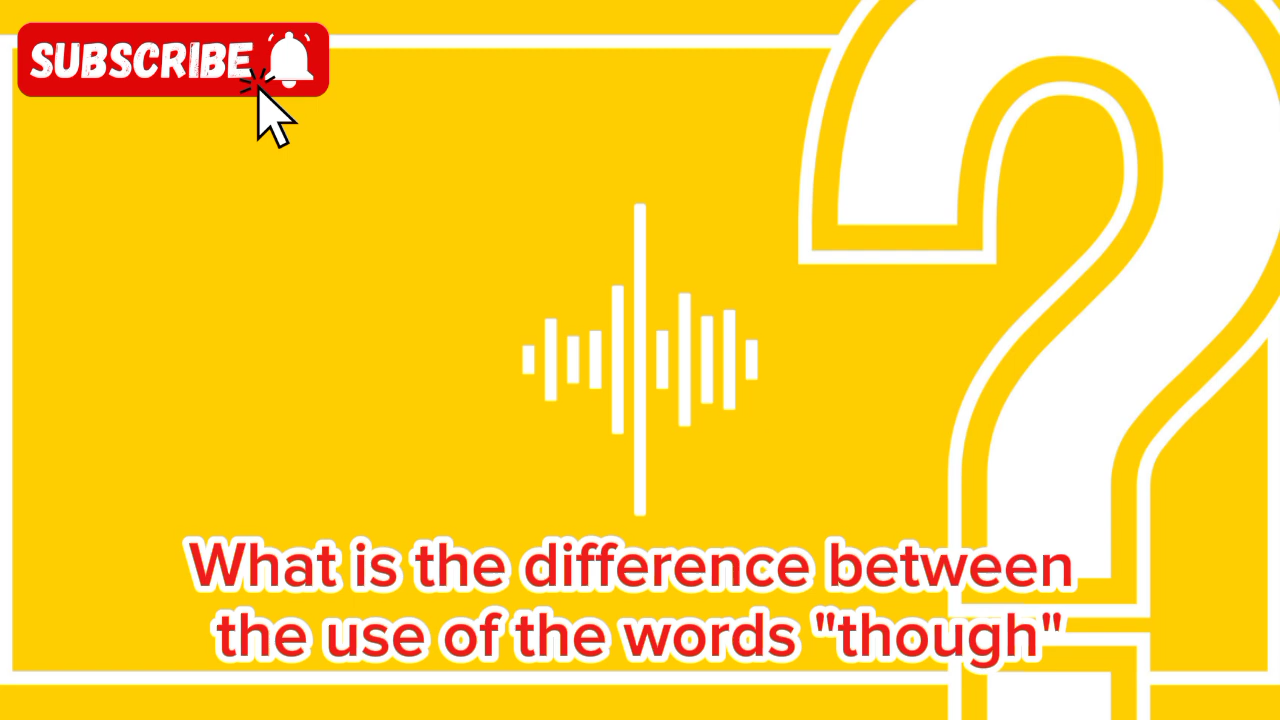 SUBSCRIBE
What is the difference between
the use of the words "though"